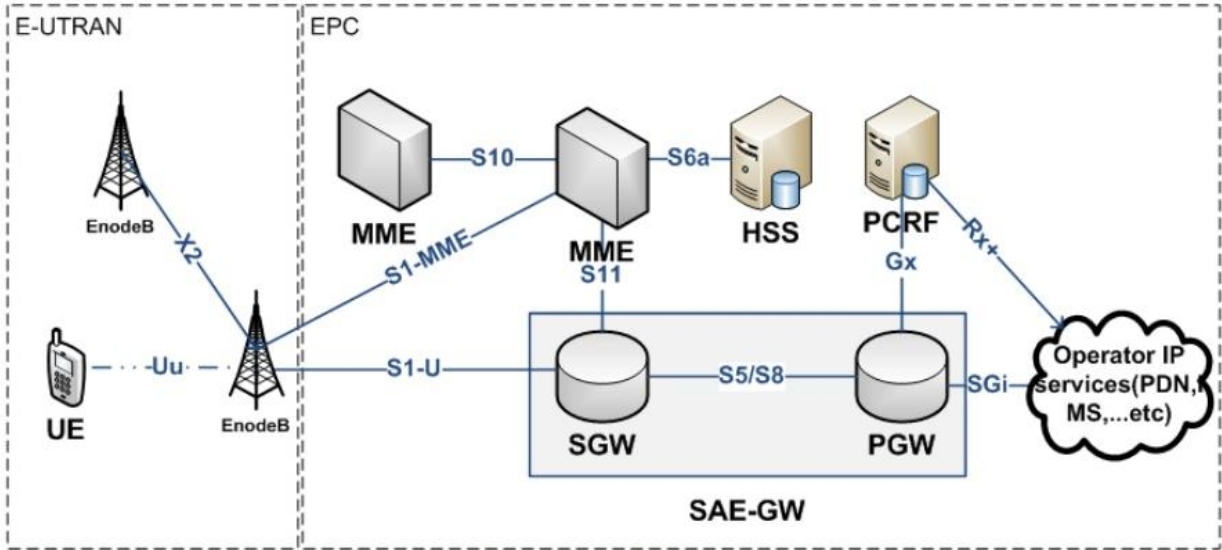 E-UTRAN
EPC
EnodeB
X2
UE
Uu
EnodeB
MME
S10
MME
S6a
HSS
PCRF
S1-MME
S11
Gx
Rx+
S1-U
SGW
S5/S8
PGW
SGi
Operator IP
services(PDN,
MS,...etc)
SAE-GW